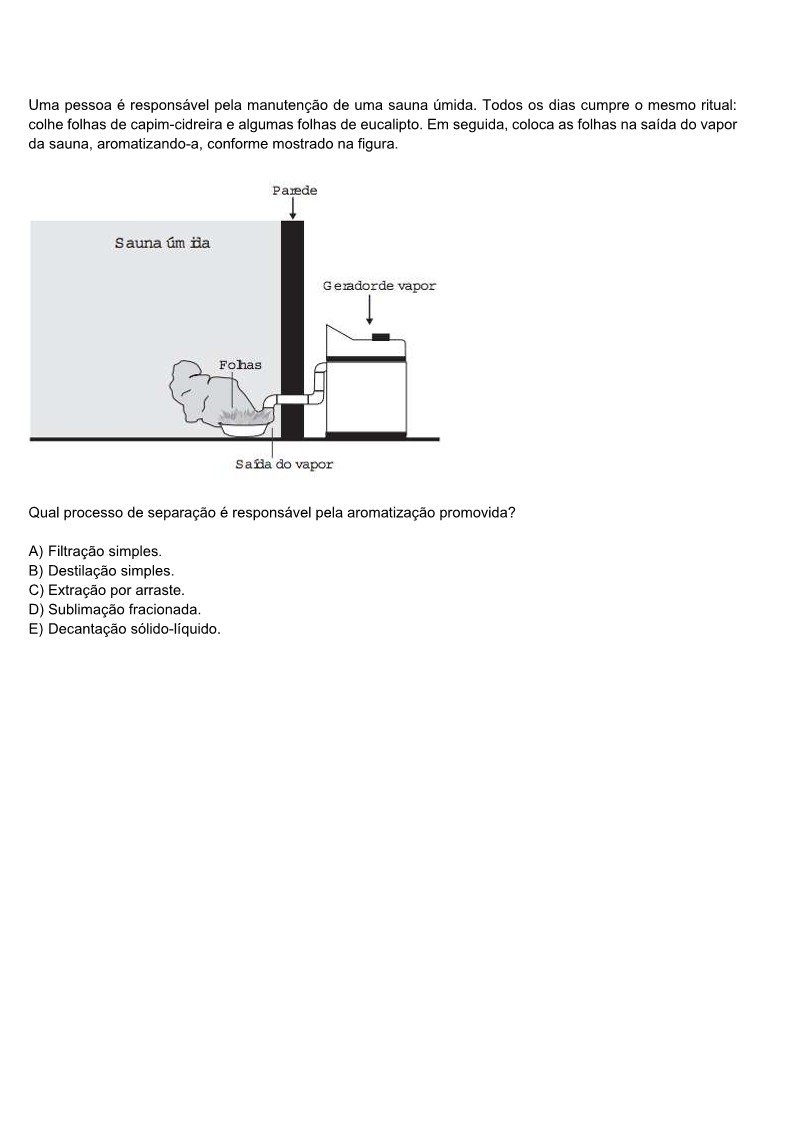 Uma pessoa é responsável pela manutenção de uma sauna úmida. Todos os dias cumpre o mesmo ritual:
colhe folhas de capim-cidreira e algumas folhas de eucalipto. Em seguida, coloca as folhas na saída do vapor
da sauna, aromatizando-a, conforme mostrado na figura.
Parede
Sauna úmida
Gerador de vapor
Folhas
Saída do vapor
Qual processo de separação é responsável pela aromatização promovida?
A) Filtração simples.
B) Destilação simples.
C) Extração por arraste.
D) Sublimação fracionada.
E) Decantação sólido-líquido.